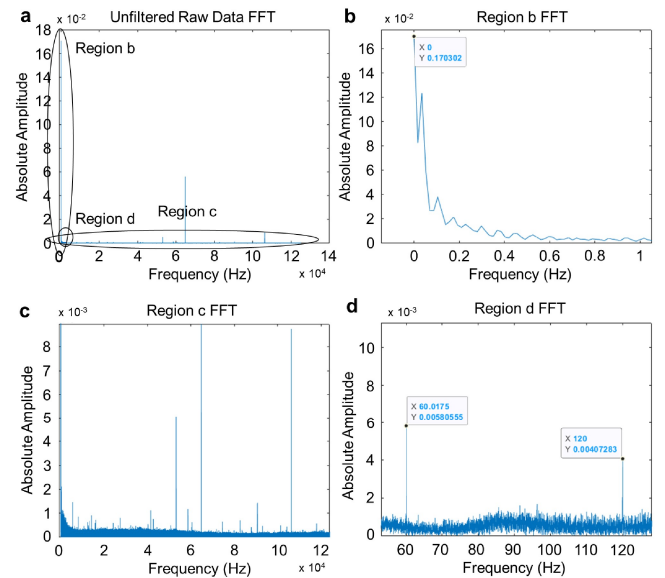 a
Unfiltered Raw Data FFT
x 10-2
18
16
14
12
10
8
6
4
2
0
Absolute Amplitude
Region b
Region d
Region c
0 2 4 6 8 10 12 14
x 10⁴
Frequency (Hz)
b
Region b FFT
x 10-2
16
14
12
10
8
6
4
2
0
Absolute Amplitude
X 0
Y 0.170302
0 0.2 0.4 0.6 0.8 1
Frequency (Hz)
c
Region c FFT
x 10-3
8
7
6
5
4
3
2
1
0
Absolute Amplitude
0 2 4 6 8 10 12
x 10⁴
Frequency (Hz)
d
Region d FFT
x 10-3
10
8
6
4
2
0
Absolute Amplitude
X 60.0175
Y 0.00580555
X 120
Y 0.00407283
60 70 80 90 100 110 120
Frequency (Hz)